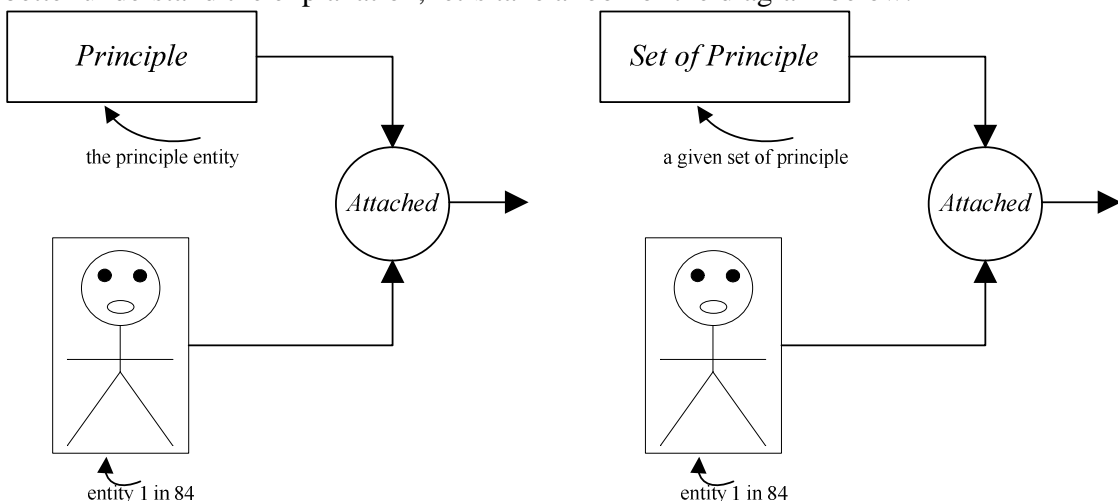 better understand the explanation, let's take a look the diagram below.
Principle
Set of Principle
the principle entity
a given set of principle
Attached
Attached
entity 1 in 84
entity 1 in 84